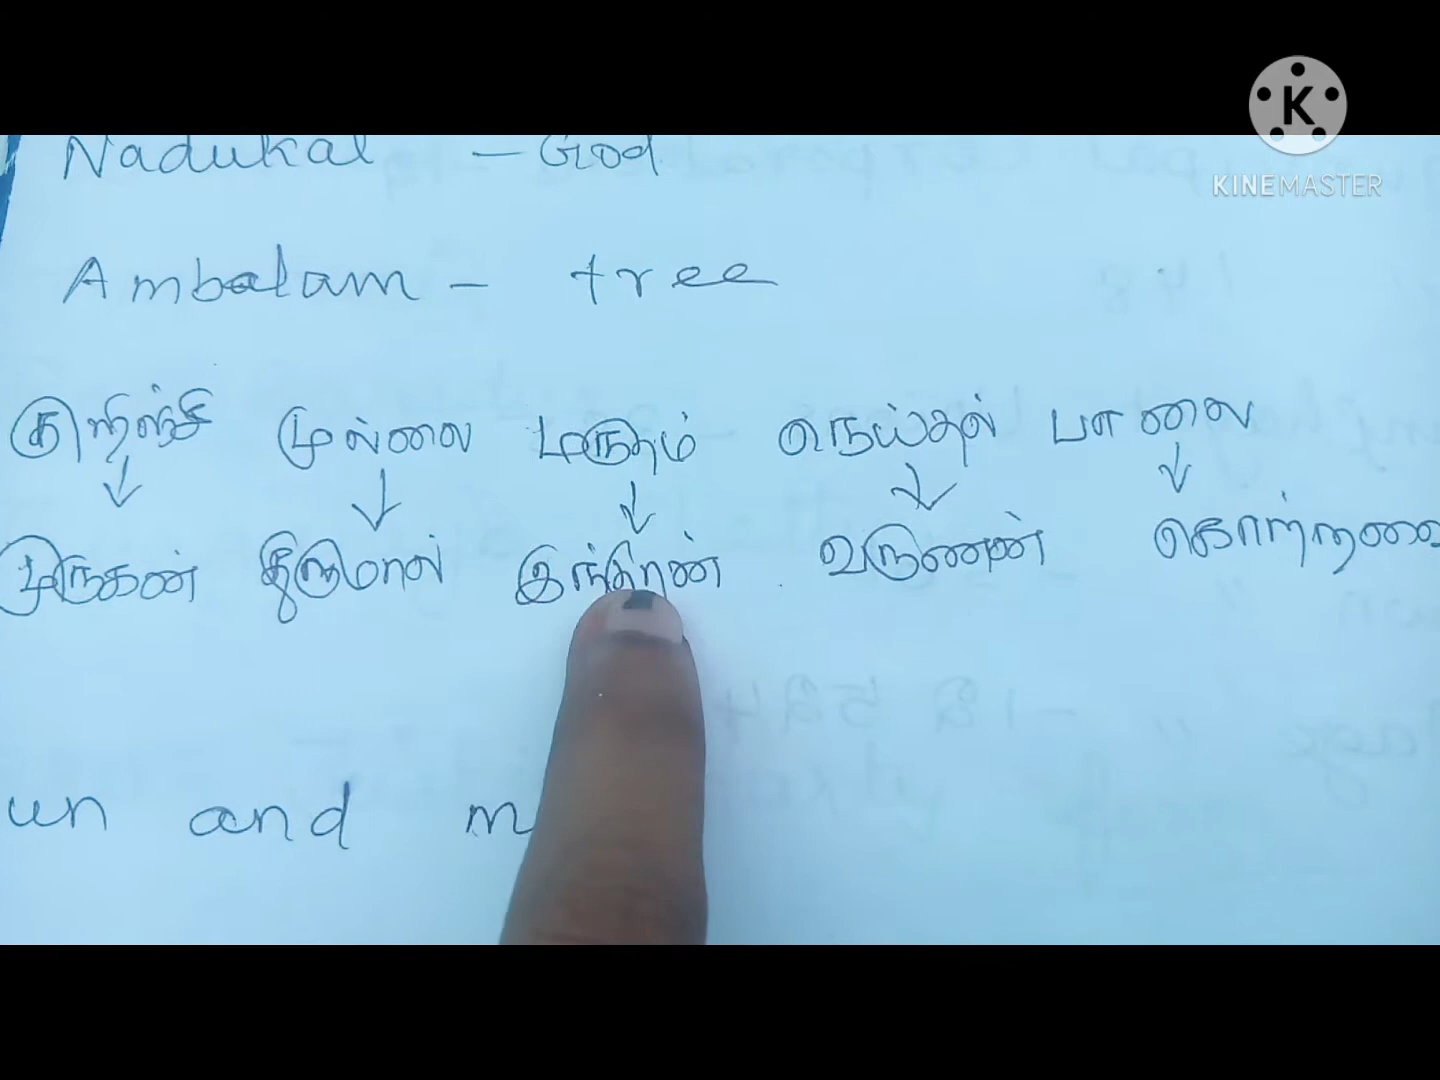 K
KINEMASTER
Nadukal - God
Ambalam - tree
குறிஞ்சி முல்லை மருதம் நெய்தல் பாலை
முருகன் திருமால் இந்திரன் வருணன் கொற்றவை
and